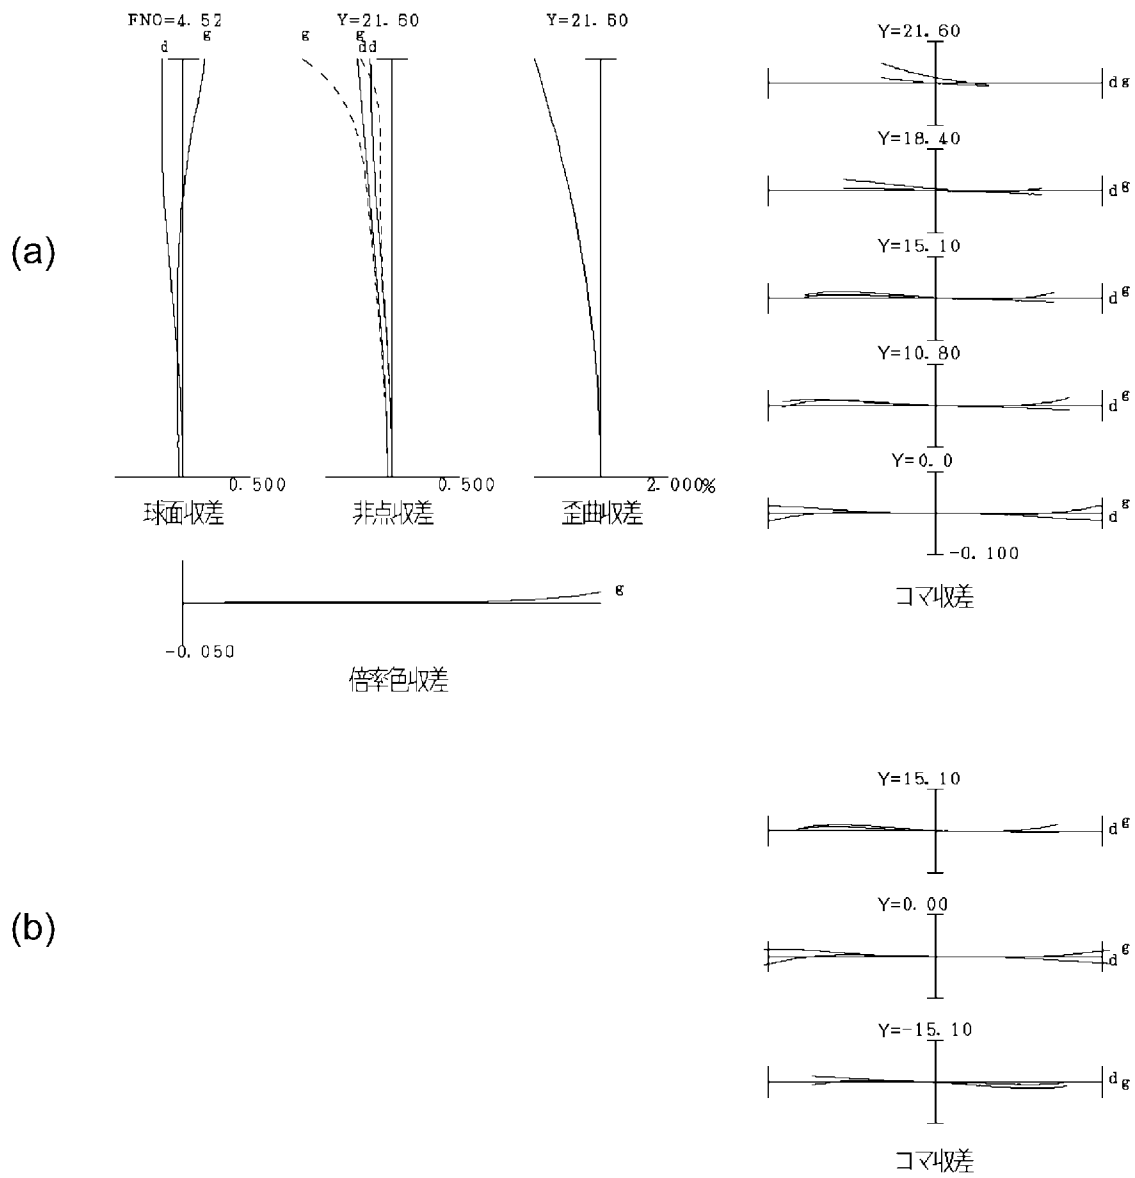 (a)
FNO=4. 52
d
g
0. 500
球面収差
Y=21. 60
g
g
d d
0. 500
非点収差
Y=21. 60
2. 000%
歪曲収差
g
-0. 050
倍率色収差
Y=21. 60
d g
Y=18. 40
d g
Y=15. 10
d g
Y=10. 80
d g
Y=0. 0
d g
-0. 100
コマ収差
(b)
Y=15. 10
d g
Y=0. 00
g
d
Y=-15. 10
d g
コマ収差